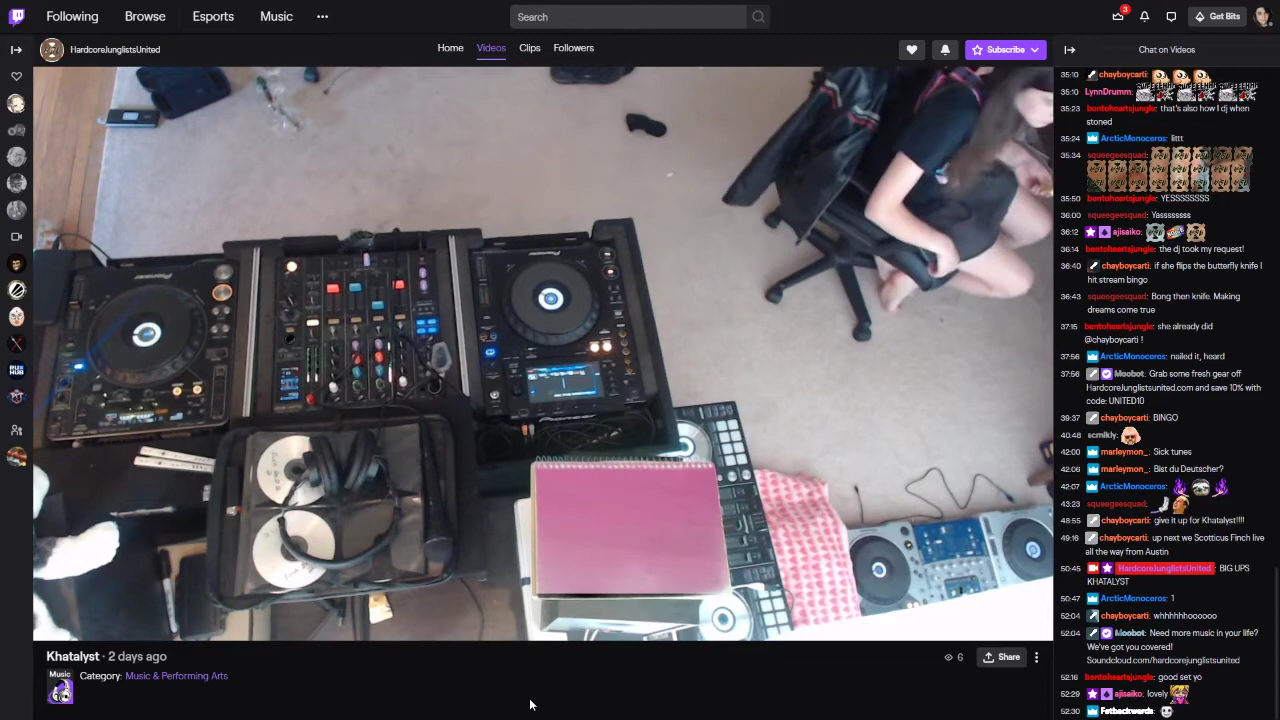 Following Browse Esports Music Search 3 Get Bits
HardcoreJunglistsUnited Home Videos Clips Followers Subscribe Chat on Videos
35:10 chayboycarti:
35:10 LynnDrumm:
35:23 bentoheartsjungle: that's also how I dj when
stoned
35:24 ArcticMonoceros: littt
35:34 squeegeesquad:
35:50 bentoheartsjungle: YESSSSSSSS
36:00 squeegeesquad: Yassssssss
36:12 ajisaiko:
36:14 bentoheartsjungle: the dj took my request!
36:40 chayboycarti: if she flips the butterfly knife I
hit stream bingo
36:43 squeegeesquad: Bong then knife. Making
dreams come true
37:15 bentoheartsjungle: she already did
@chayboycarti !
37:56 ArcticMonoceros: nailed it, heard
37:56 Moobot: Grab some fresh gear off
HardcoreJunglistsunited.com and save 10% with
code: UNITED10
39:37 chayboycarti: BINGO
40:48 scmlkly:
42:00 marleymon_: Sick tunes
42:06 marleymon_: Bist du Deutscher?
42:07 ArcticMonoceros:
43:23 squeegeesquad:
48:55 chayboycarti: give it up for Khatalyst!!!!
49:16 chayboycarti: up next we Scotticus Finch live
all the way from Austin
50:45 HardcoreJunglistsUnited: BIG UPS
KHATALYST
50:47 ArcticMonoceros: 1
52:04 chayboycarti: whhhhhhoooooo
52:04 Moobot: Need more music in your life?
We've got you covered!
Soundcloud.com/hardcorejunglistsunited
52:16 bentoheartsjungle: good set yo
52:29 ajisaiko: lovely
52:30 Fatbackwards:
Pioneer
Khatalyst · 2 days ago 6 Share
Music
Category: Music & Performing Arts